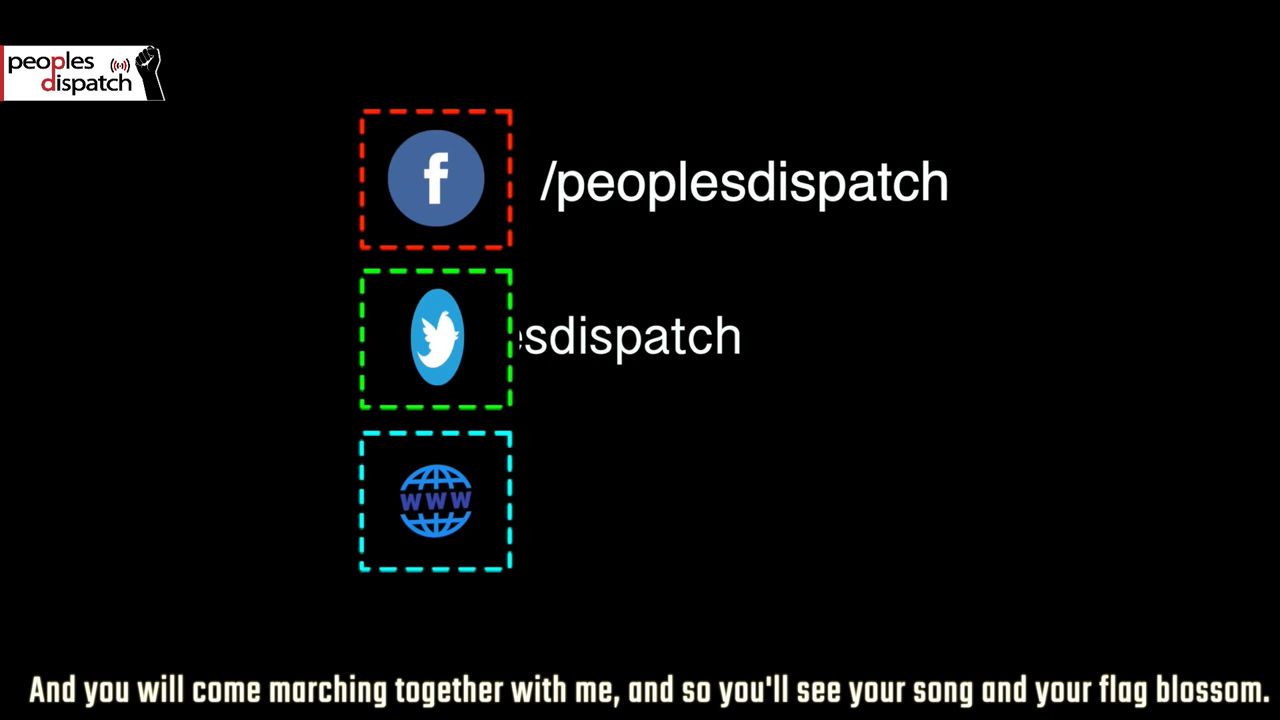 peoples
dispatch
f
/peoplesdispatch
esdispatch
WWW
And you will come marching together with me, and so you'll see your song and your flag blossom.